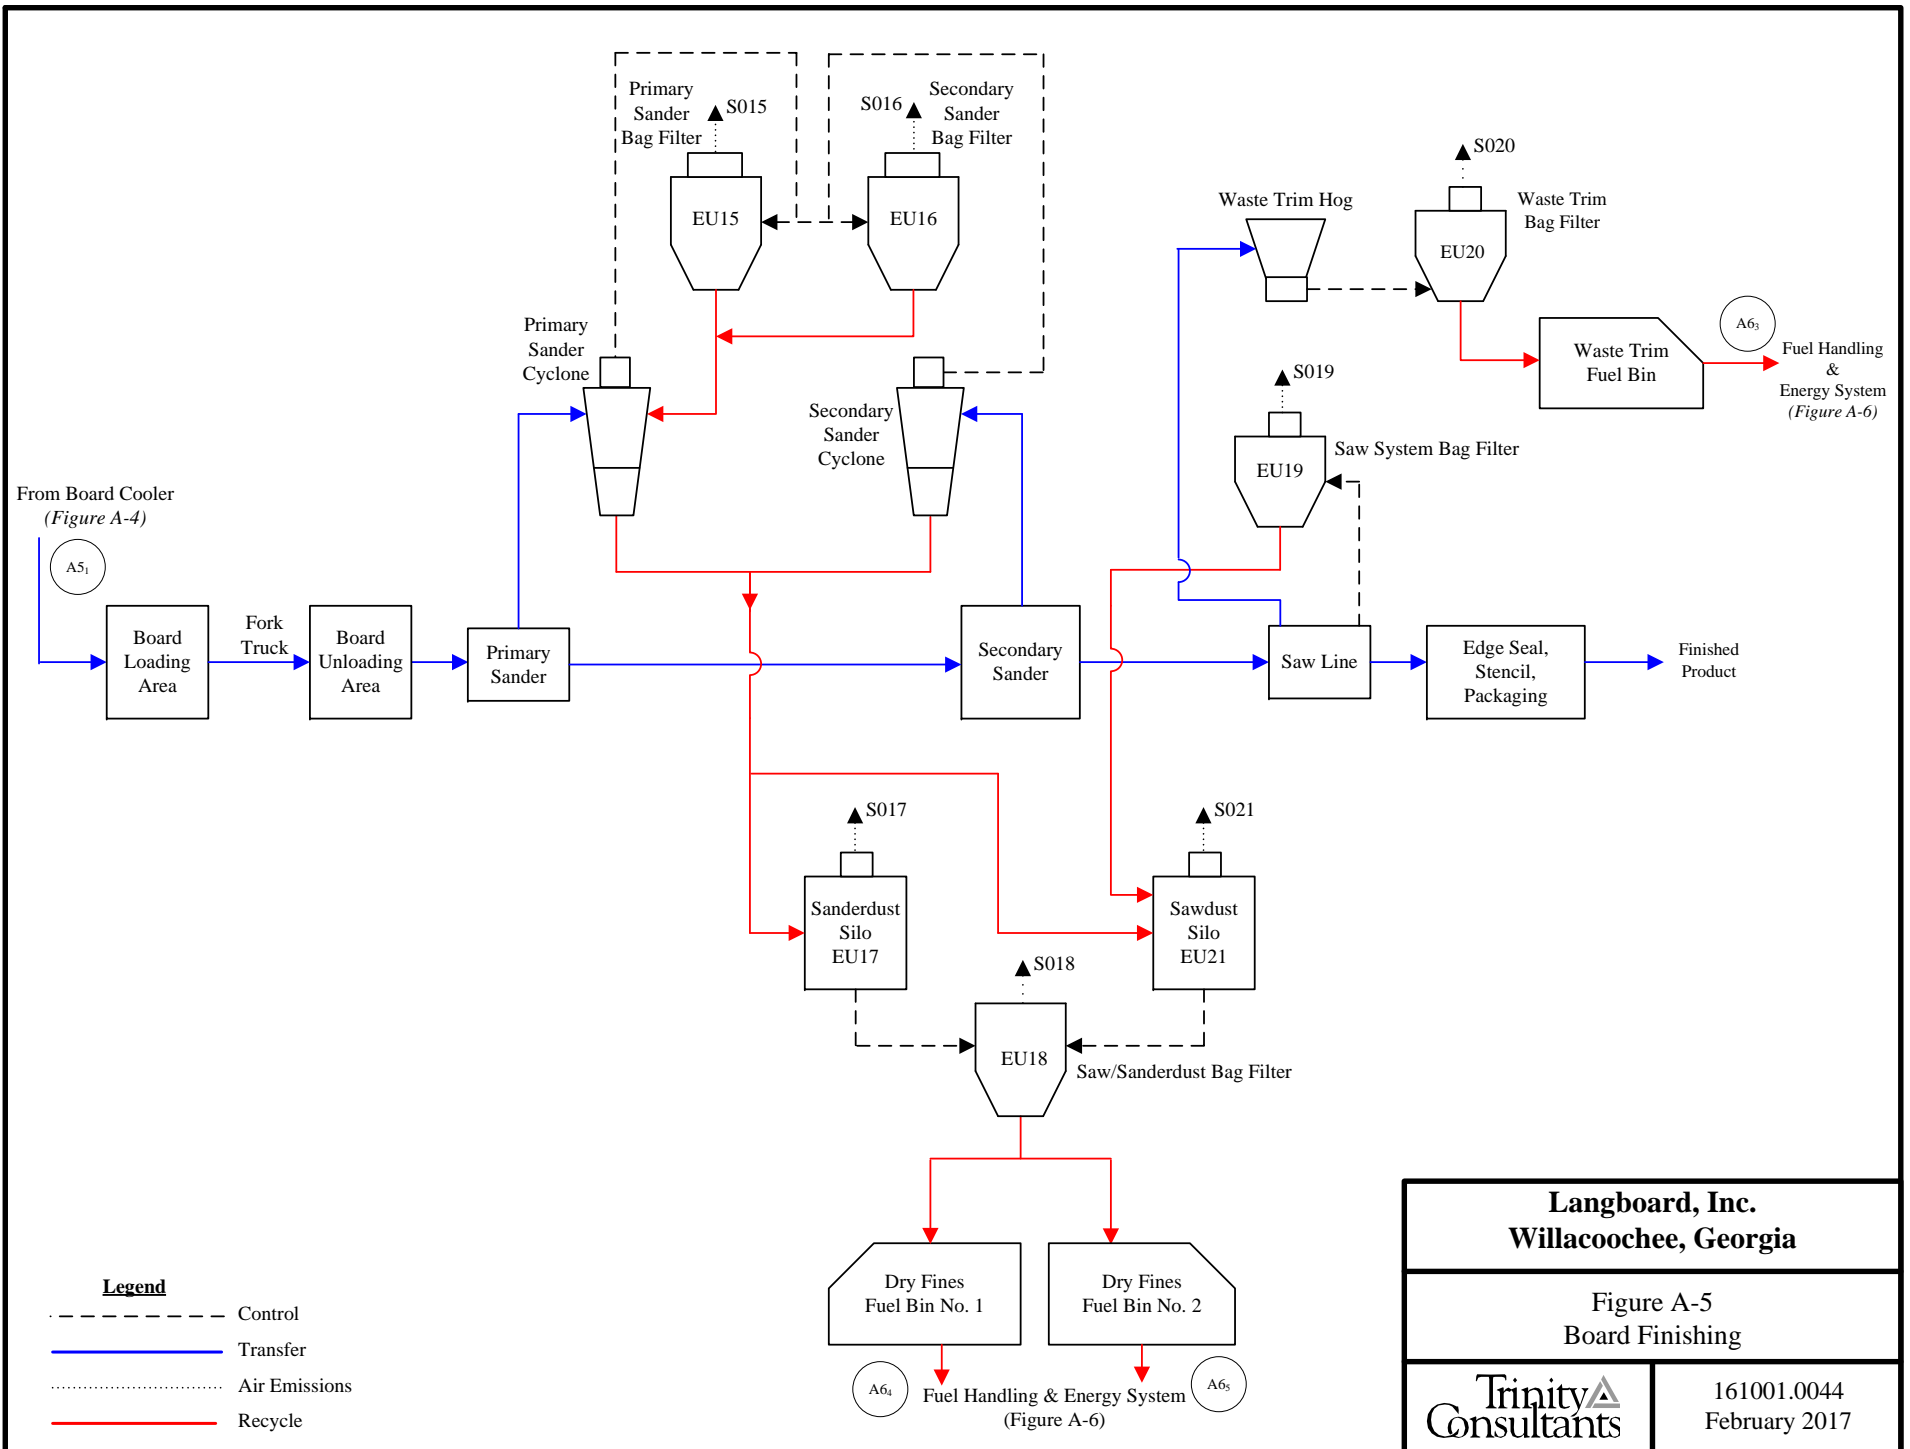 Primary
Sander
Bag Filter
S015
S016
Secondary
Sander
Bag Filter
EU15
EU16
S020
Waste Trim Hog
Waste Trim
Bag Filter
EU20
Primary
Sander
Cyclone
Secondary
Sander
Cyclone
Waste Trim
Fuel Bin
A6₃
Fuel Handling
&
Energy System
(Figure A-6)
S019
Saw System Bag Filter
EU19
From Board Cooler
(Figure A-4)
A5₁
Board
Loading
Area
Fork
Truck
Board
Unloading
Area
Primary
Sander
Secondary
Sander
Saw Line
Edge Seal,
Stencil,
Packaging
Finished
Product
S017
S021
Sanderdust
Silo
EU17
Sawdust
Silo
EU21
S018
EU18
Saw/Sanderdust Bag Filter
Dry Fines
Fuel Bin No. 1
Dry Fines
Fuel Bin No. 2
A6₄
Fuel Handling & Energy System
(Figure A-6)
A6₅
Legend
Control
Transfer
Air Emissions
Recycle
Langboard, Inc.
Willacoochee, Georgia
Figure A-5
Board Finishing
Trinity
Consultants
161001.0044
February 2017